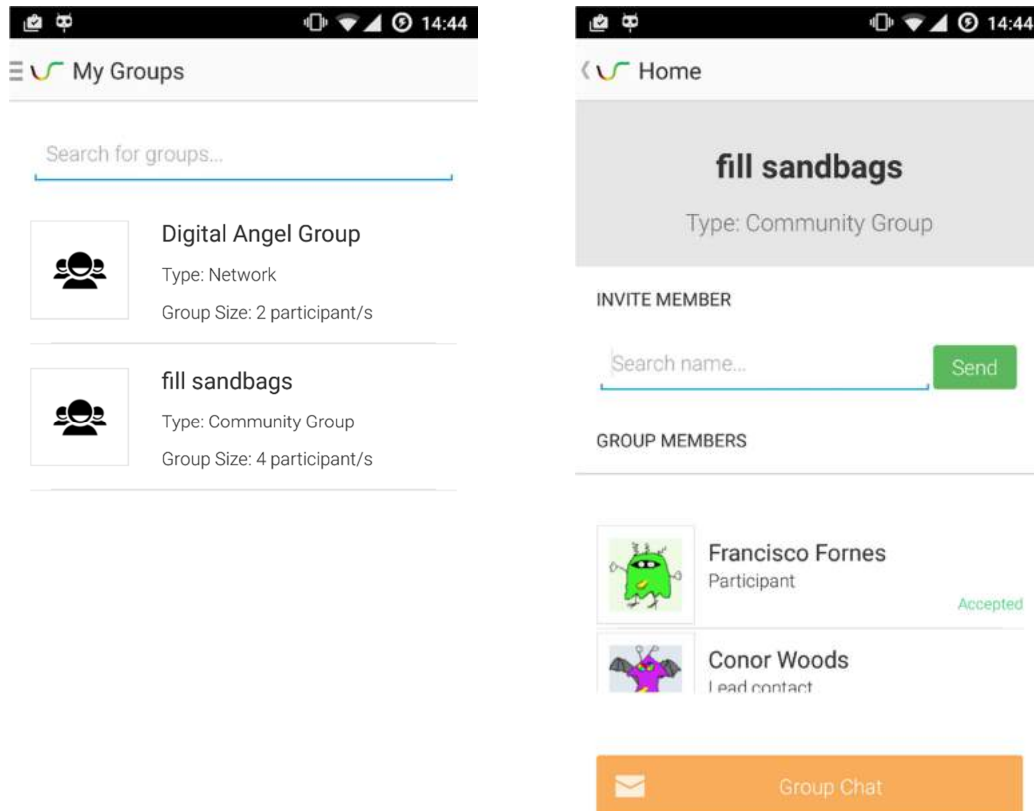 14:44
My Groups
Search for groups...
Digital Angel Group
Type: Network
Group Size: 2 participant/s
fill sandbags
Type: Community Group
Group Size: 4 participant/s
14:44
Home
fill sandbags
Type: Community Group
INVITE MEMBER
Search name...
Send
GROUP MEMBERS
Francisco Fornes
Participant
Accepted
Conor Woods
Lead contact
Group Chat